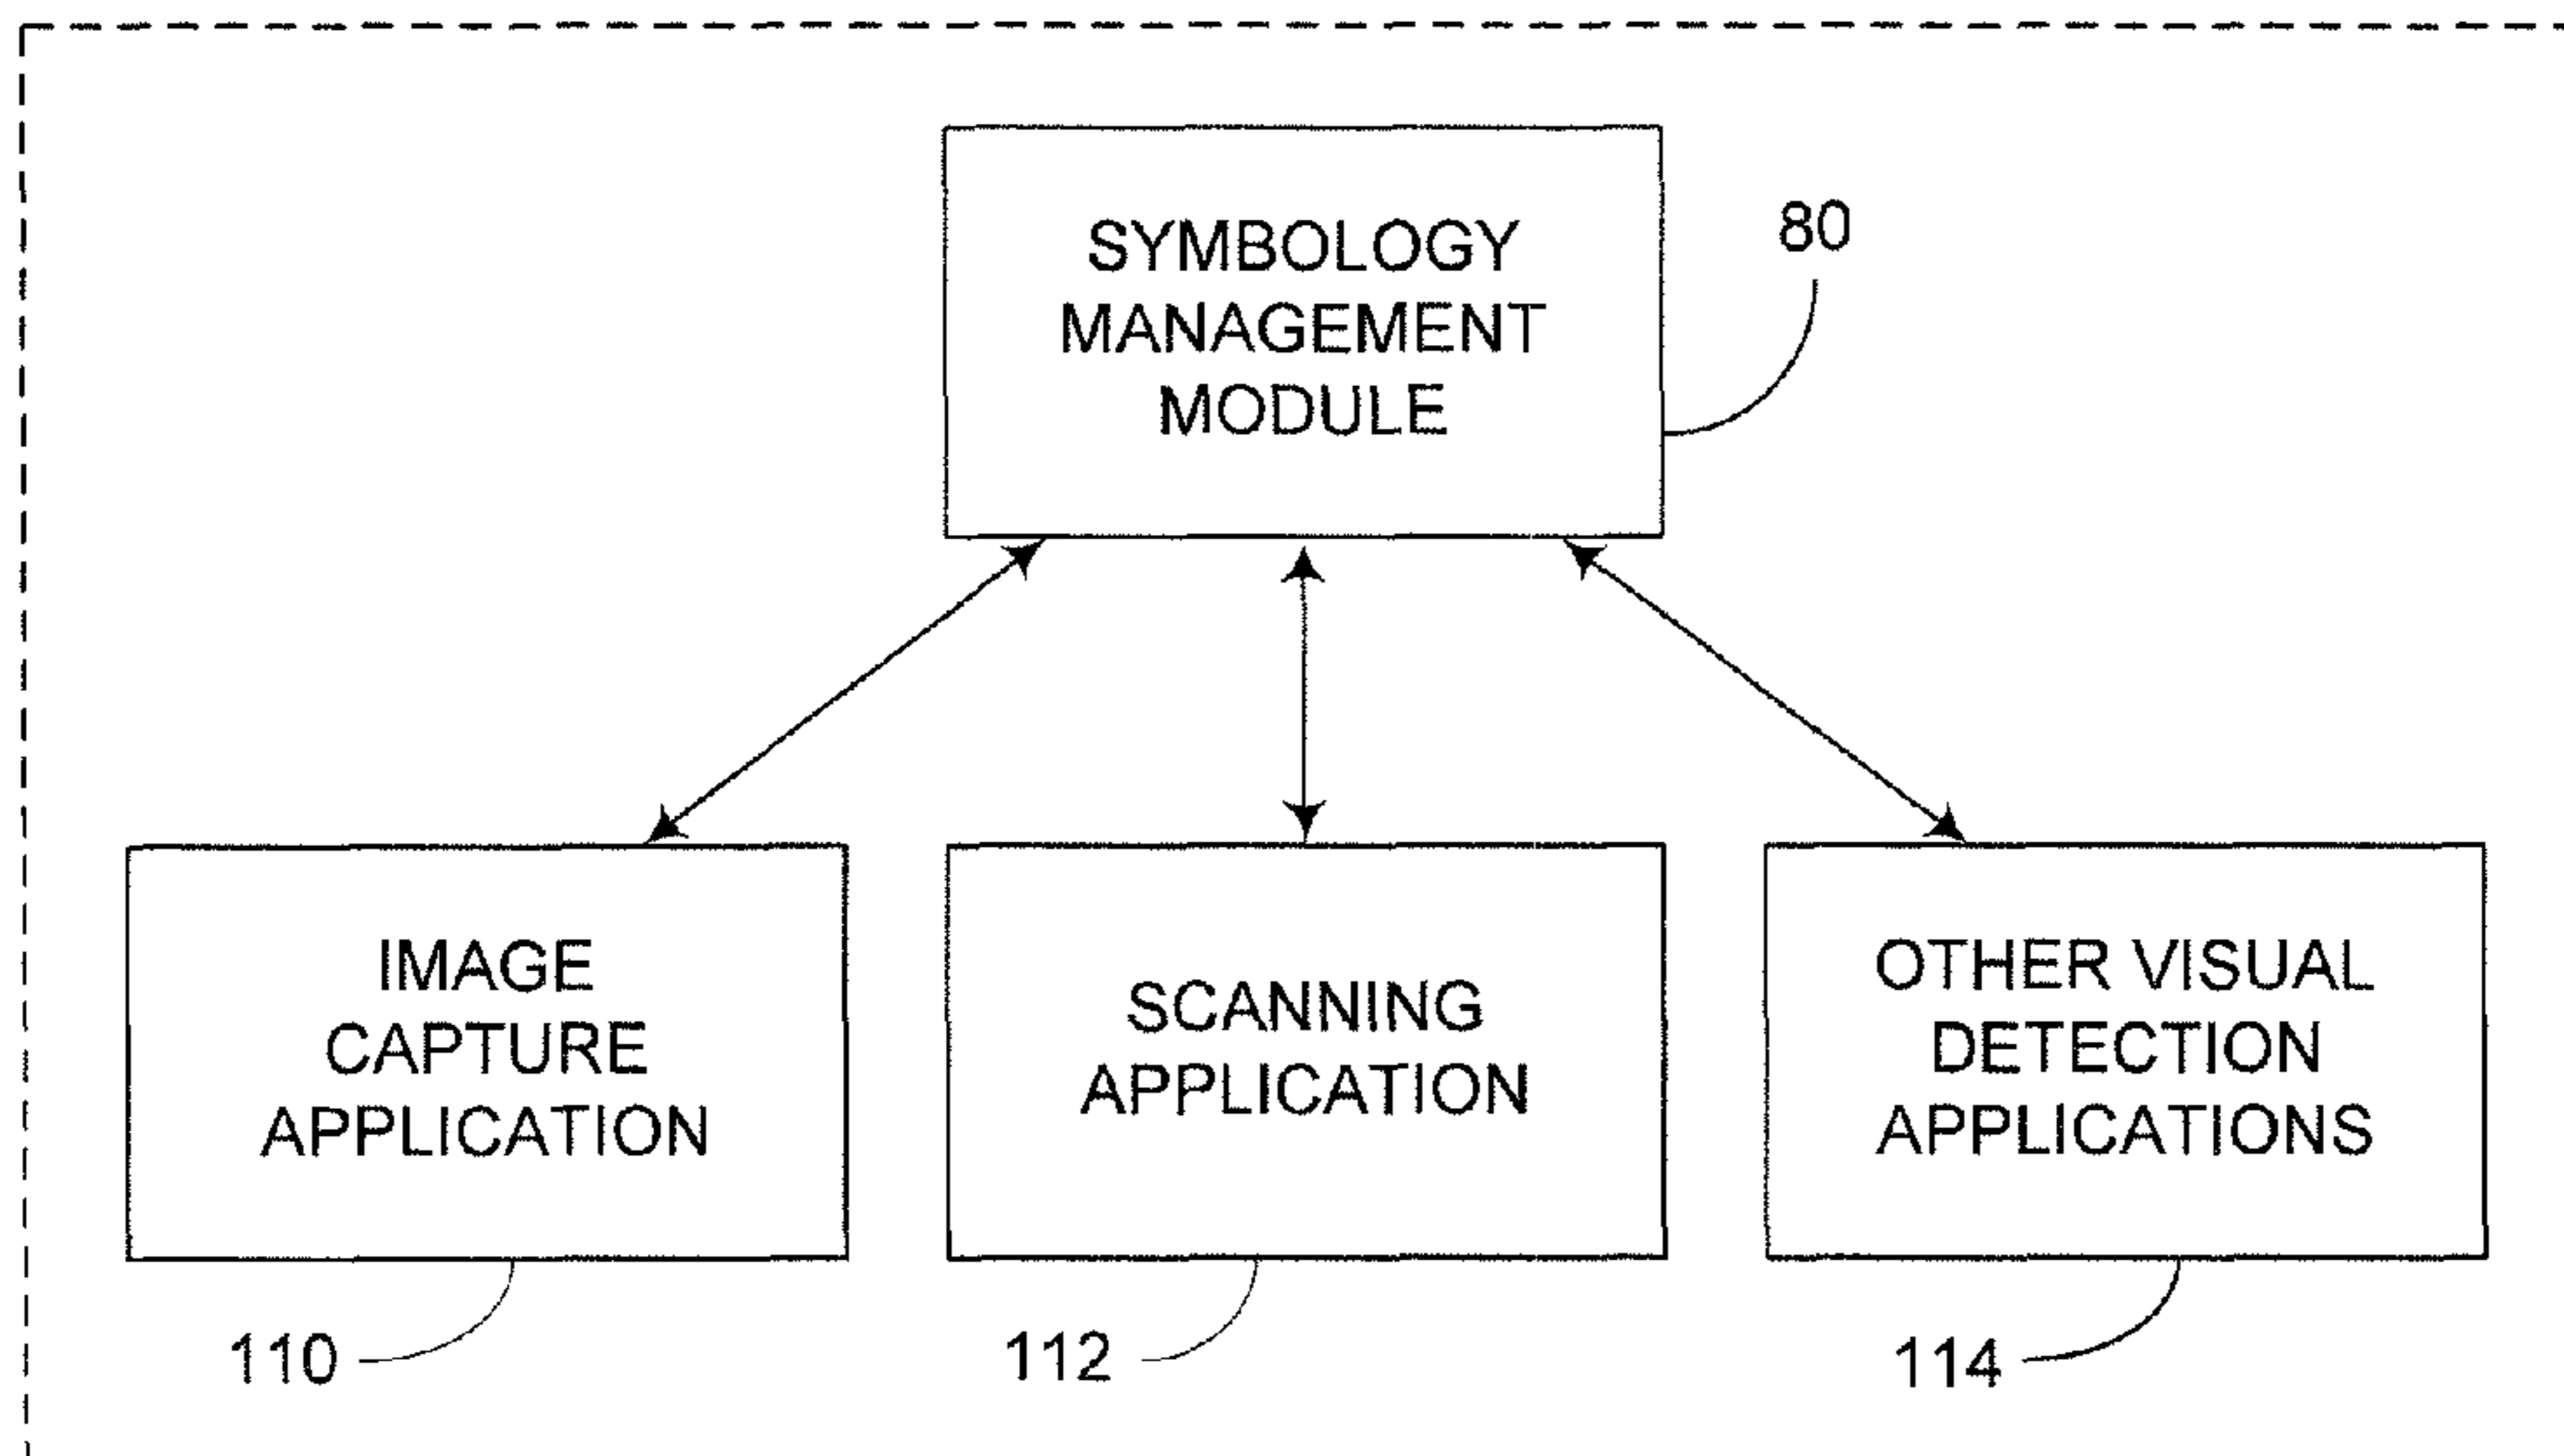 SYMBOLOGY
MANAGEMENT
MODULE
80
IMAGE
CAPTURE
APPLICATION
110
SCANNING
APPLICATION
112
OTHER VISUAL
DETECTION
APPLICATIONS
114